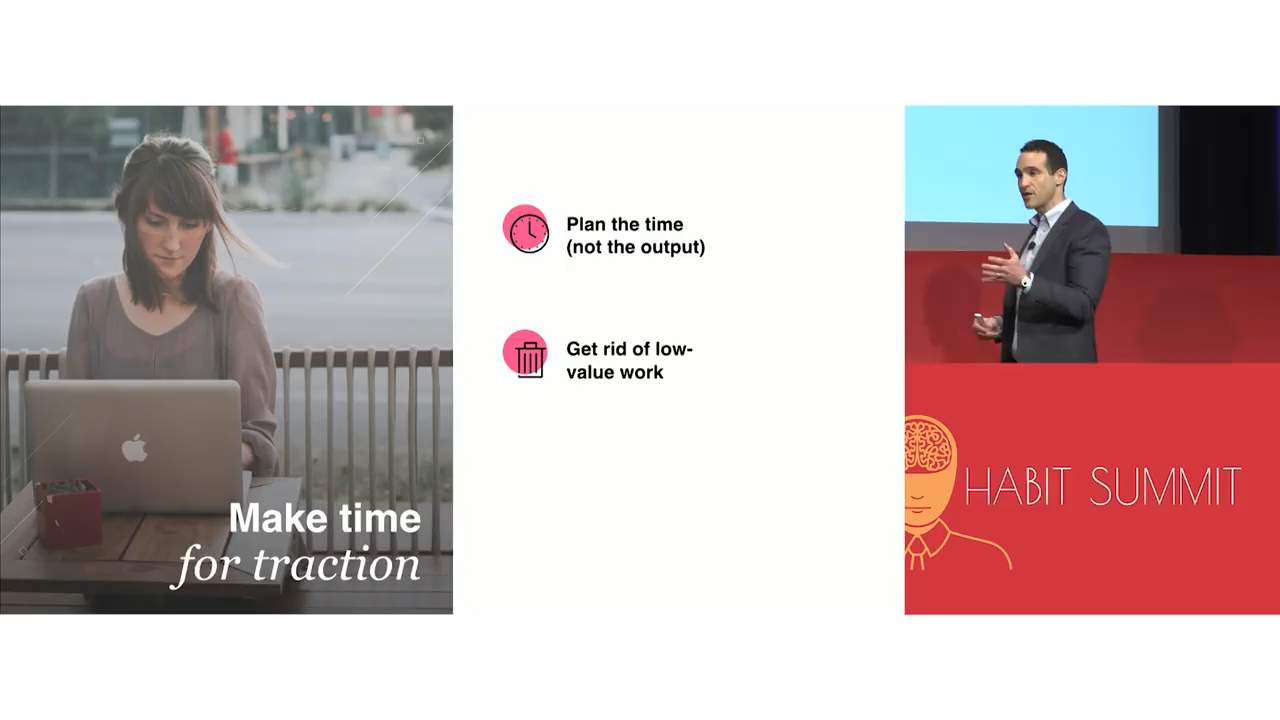 Make time
for traction
Plan the time
(not the output)
Get rid of low-
value work
HABIT SUMMIT